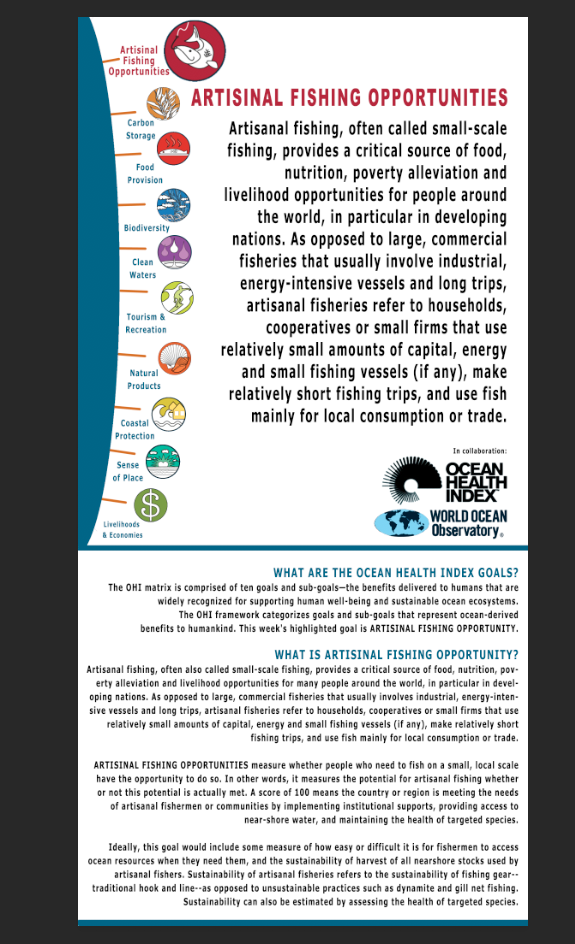 Artisinal
Fishing
Opportunities
Carbon
Storage
Food
Provision
Biodiversity
Clean
Waters
Tourism &
Recreation
Natural
Products
Coastal
Protection
Sense
of Place
$
Livelihoods
& Economies
ARTISINAL FISHING OPPORTUNITIES
Artisanal fishing, often called small-scale
fishing, provides a critical source of food,
nutrition, poverty alleviation and
livelihood opportunities for people around
the world, in particular in developing
nations. As opposed to large, commercial
fisheries that usually involve industrial,
energy-intensive vessels and long trips,
artisanal fisheries refer to households,
cooperatives or small firms that use
relatively small amounts of capital, energy
and small fishing vessels (if any), make
relatively short fishing trips, and use fish
mainly for local consumption or trade.
In collaboration:
OCEAN
HEALTH
INDEX
WORLD OCEAN
Observatory®
WHAT ARE THE OCEAN HEALTH INDEX GOALS?
The OHI matrix is comprised of ten goals and sub-goals—the benefits delivered to humans that are
widely recognized for supporting human well-being and sustainable ocean ecosystems.
The OHI framework categorizes goals and sub-goals that represent ocean-derived
benefits to humankind. This week's highlighted goal is ARTISINAL FISHING OPPORTUNITY.
WHAT IS ARTISINAL FISHING OPPORTUNITY?
Artisanal fishing, often also called small-scale fishing, provides a critical source of food, nutrition, pov-
erty alleviation and livelihood opportunities for many people around the world, in particular in devel-
oping nations. As opposed to large, commercial fisheries that usually involves industrial, energy-inten-
sive vessels and long trips, artisanal fisheries refer to households, cooperatives or small firms that use
relatively small amounts of capital, energy and small fishing vessels (if any), make relatively short
fishing trips, and use fish mainly for local consumption or trade.
ARTISINAL FISHING OPPORTUNITIES measure whether people who need to fish on a small, local scale
have the opportunity to do so. In other words, it measures the potential for artisanal fishing whether
or not this potential is actually met. A score of 100 means the country or region is meeting the needs
of artisanal fishermen or communities by implementing institutional supports, providing access to
near-shore water, and maintaining the health of targeted species.
Ideally, this goal would include some measure of how easy or difficult it is for fishermen to access
ocean resources when they need them, and the sustainability of harvest of all nearshore stocks used by
artisanal fishers. Sustainability of artisanal fisheries refers to the sustainability of fishing gear--
traditional hook and line--as opposed to unsustainable practices such as dynamite and gill net fishing.
Sustainability can also be estimated by assessing the health of targeted species.